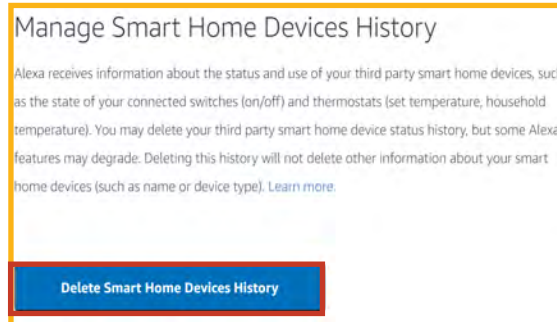 Manage Smart Home Devices History
Alexa receives information about the status and use of your third party smart home devices, such
as the state of your connected switches (on/off) and thermostats (set temperature, household
temperature). You may delete your third party smart home device status history, but some Alexa
features may degrade. Deleting this history will not delete other information about your smart
home devices (such as name or device type). Learn more.
Delete Smart Home Devices History